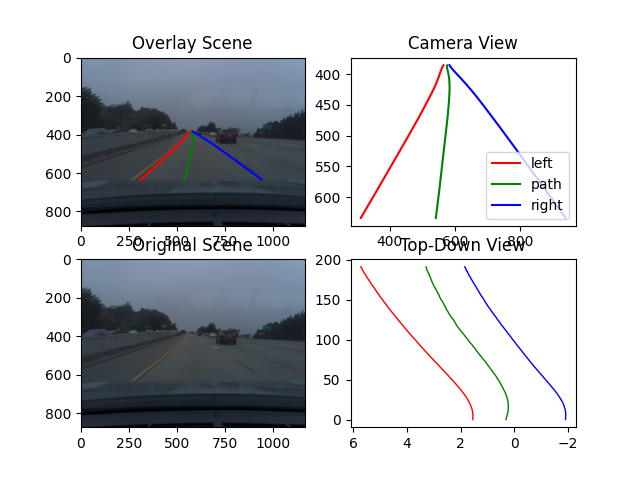 Overlay Scene
0
200
400
600
800
0 250 500 750 1000
Camera View
400
450
500
550
600
400 600 800
left
path
right
Original Scene
0
200
400
600
800
0 250 500 750 1000
Top-Down View
200
150
100
50
0
6 4 2 0 −2